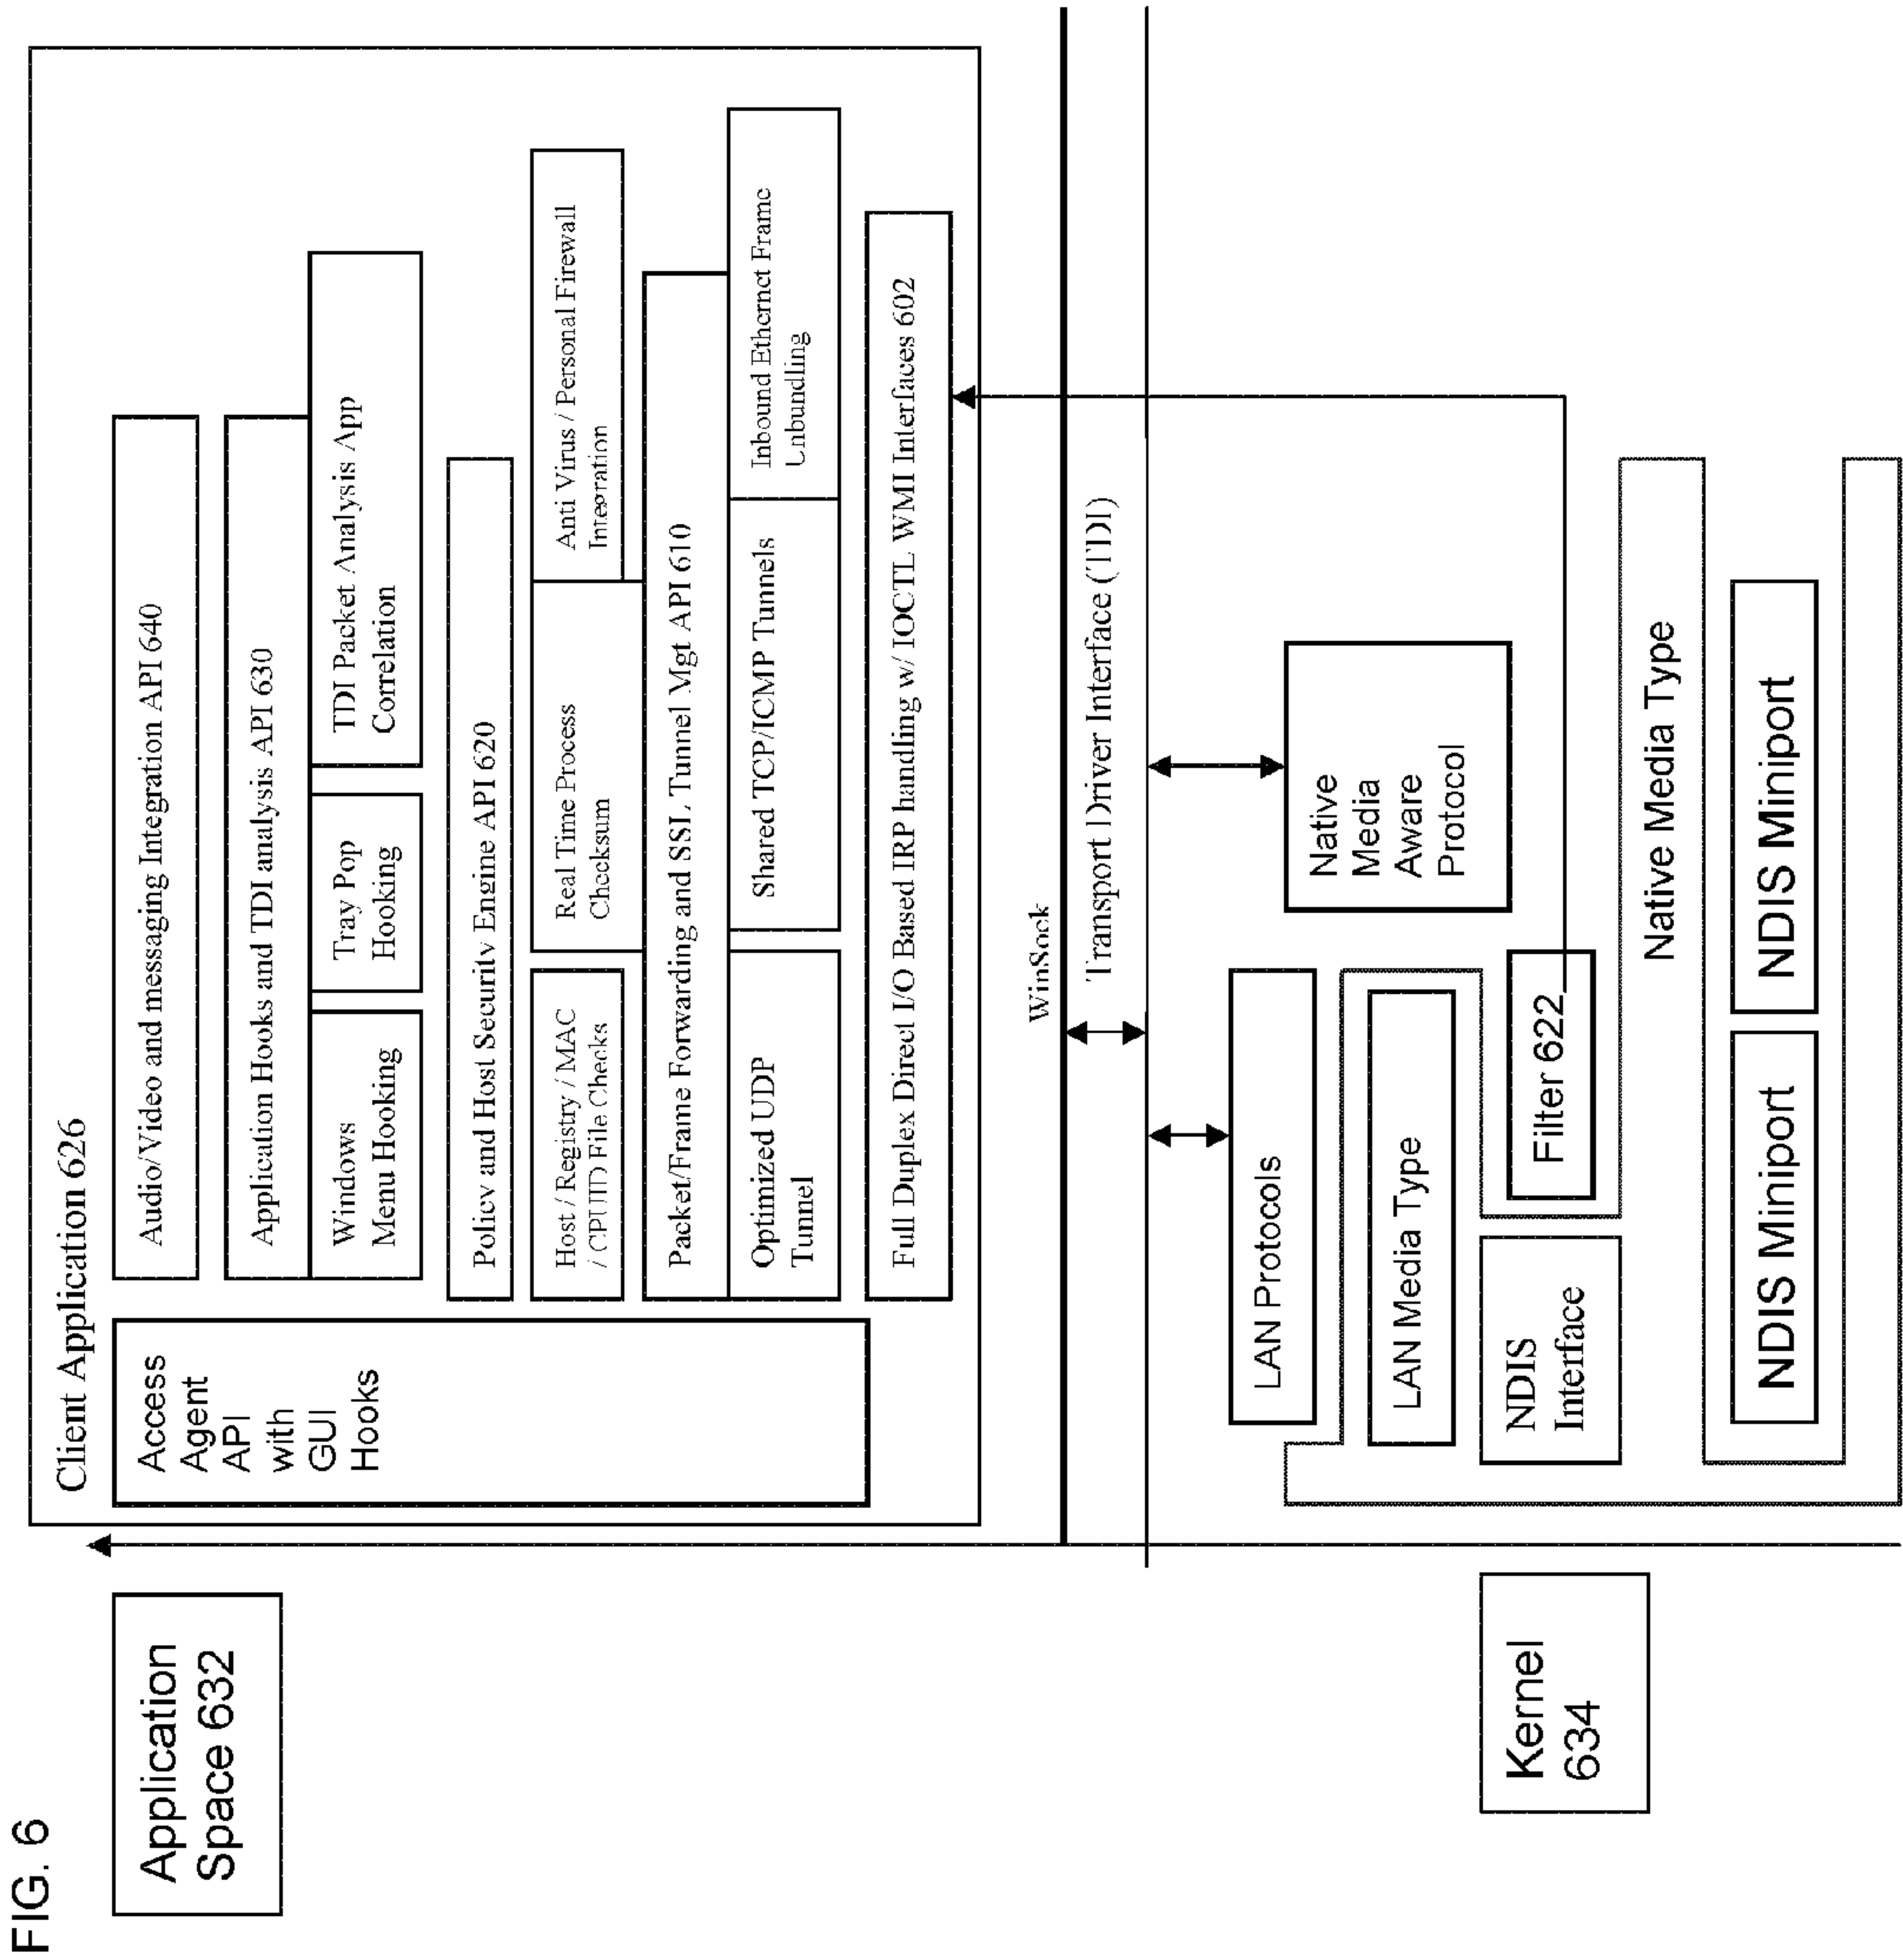 FIG. 6
Application
Space 632
Client Application 626
Access
Agent
API
with
GUI
Hooks
Audio/Video and messaging Integration API 640
Application Hooks and TDI analysis API 630
Windows
Menu Hooking
Tray Pop
Hooking
TDI Packet Analysis App
Correlation
Policy and Host Security Engine API 620
Host / Registry / MAC
/ CPUID File Checks
Real Time Process
Checksum
Anti Virus / Personal Firewall
Integration
Packet/Frame Forwarding and SSL Tunnel Mgt API 610
Optimized UDP
Tunnel
Shared TCP/ICMP Tunnels
Inbound Ethernet Frame
Unbundling
Full Duplex Direct I/O Based IRP handling w/ IOCTL WMI Interfaces 602
WinSock
Transport Driver Interface (TDI)
Kernel
634
LAN Protocols
Native
Media
Aware
Protocol
LAN Media Type
NDIS
Interface
Filter 622
Native Media Type
NDIS Miniport
NDIS Miniport